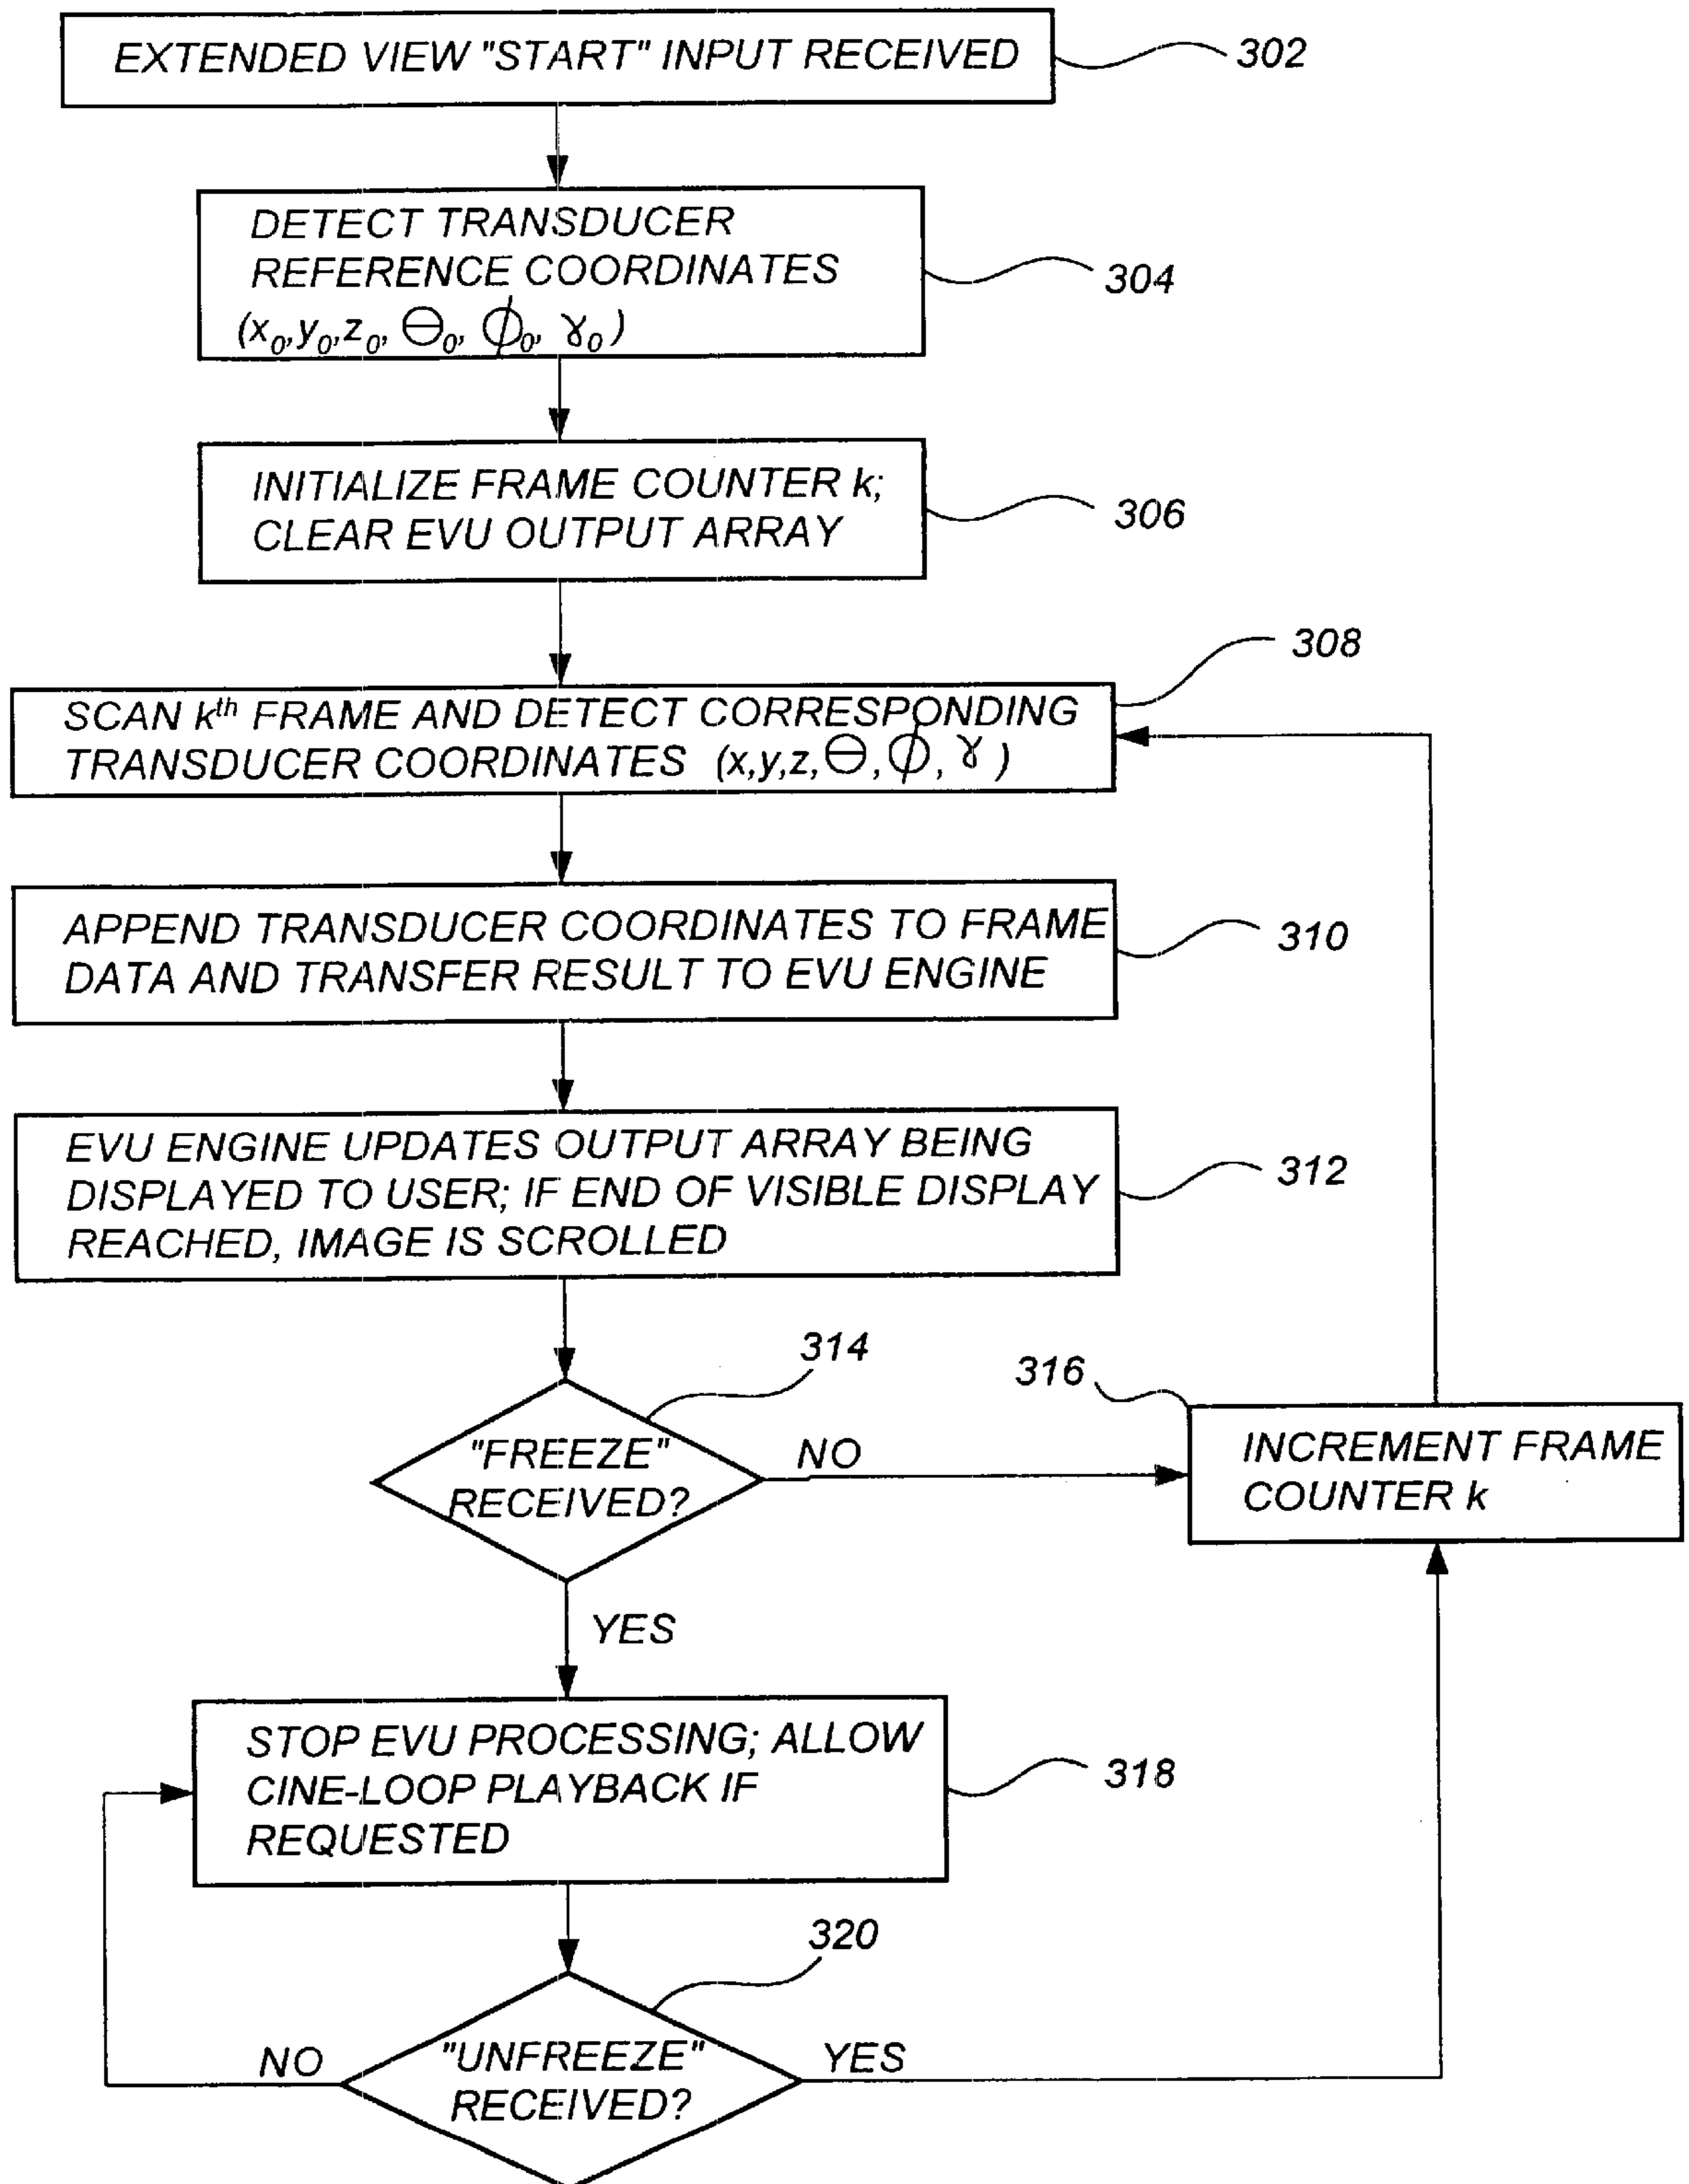 EXTENDED VIEW "START" INPUT RECEIVED
302
DETECT TRANSDUCER
REFERENCE COORDINATES
(x₀,y₀,z₀, Θ₀, ϕ₀, γ₀)
304
INITIALIZE FRAME COUNTER k;
CLEAR EVU OUTPUT ARRAY
306
308
SCAN kᵗʰ FRAME AND DETECT CORRESPONDING
TRANSDUCER COORDINATES (x,y,z,Θ,ϕ,γ)
APPEND TRANSDUCER COORDINATES TO FRAME
DATA AND TRANSFER RESULT TO EVU ENGINE
310
EVU ENGINE UPDATES OUTPUT ARRAY BEING
DISPLAYED TO USER; IF END OF VISIBLE DISPLAY
REACHED, IMAGE IS SCROLLED
312
314
"FREEZE"
RECEIVED?
NO
316
INCREMENT FRAME
COUNTER k
YES
STOP EVU PROCESSING; ALLOW
CINE-LOOP PLAYBACK IF
REQUESTED
318
320
NO
"UNFREEZE"
RECEIVED?
YES